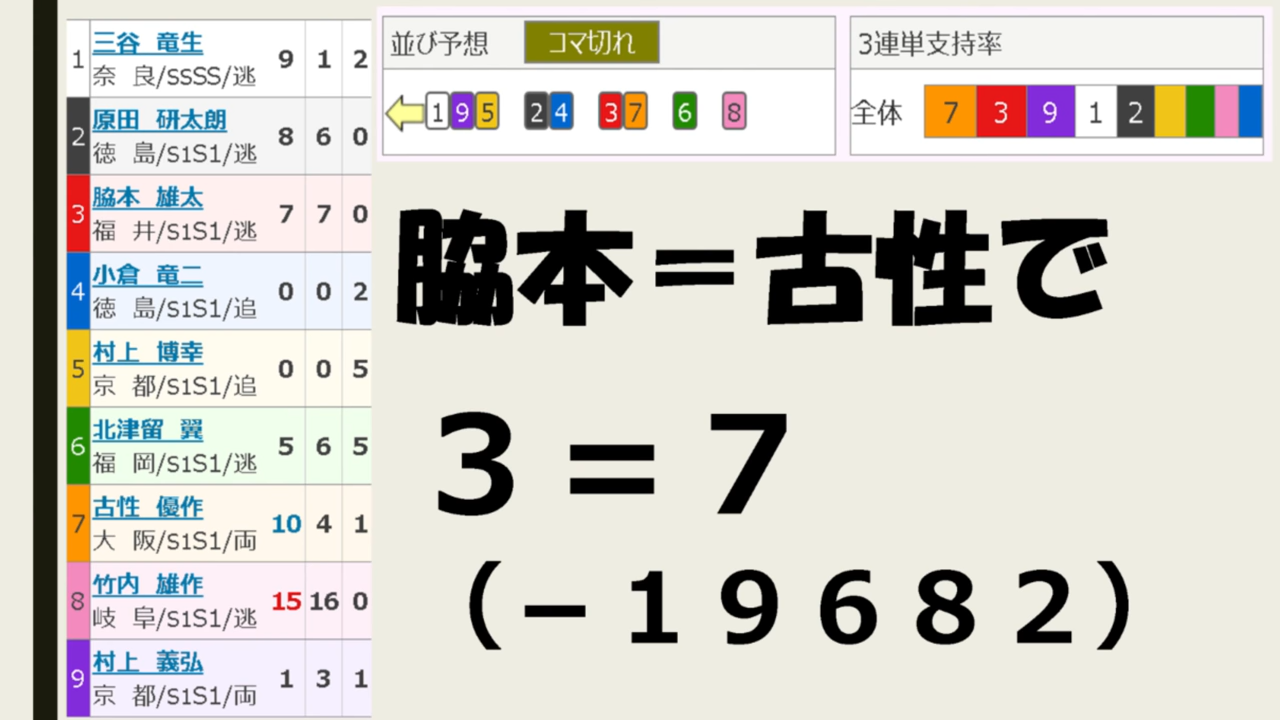 1 三谷 竜生 9 1 2
奈 良/SSSS/逃
2 原田 研太朗 8 6 0
徳 島/S1S1/逃
3 脇本 雄太 7 7 0
福 井/S1S1/逃
4 小倉 竜二 0 0 2
徳 島/S1S1/追
5 村上 博幸 0 0 5
京 都/S1S1/追
6 北津留 翼 5 6 5
福 岡/S1S1/逃
7 古性 優作 10 4 1
大 阪/S1S1/両
8 竹内 雄作 15 16 0
岐 阜/S1S1/逃
9 村上 義弘 1 3 1
京 都/S1S1/両
並び予想 コマ切れ
1 9 5 2 4 3 7 6 8
3連単支持率
全体 7 3 9 1 2
脇本＝古性で
3＝7
（－19682）